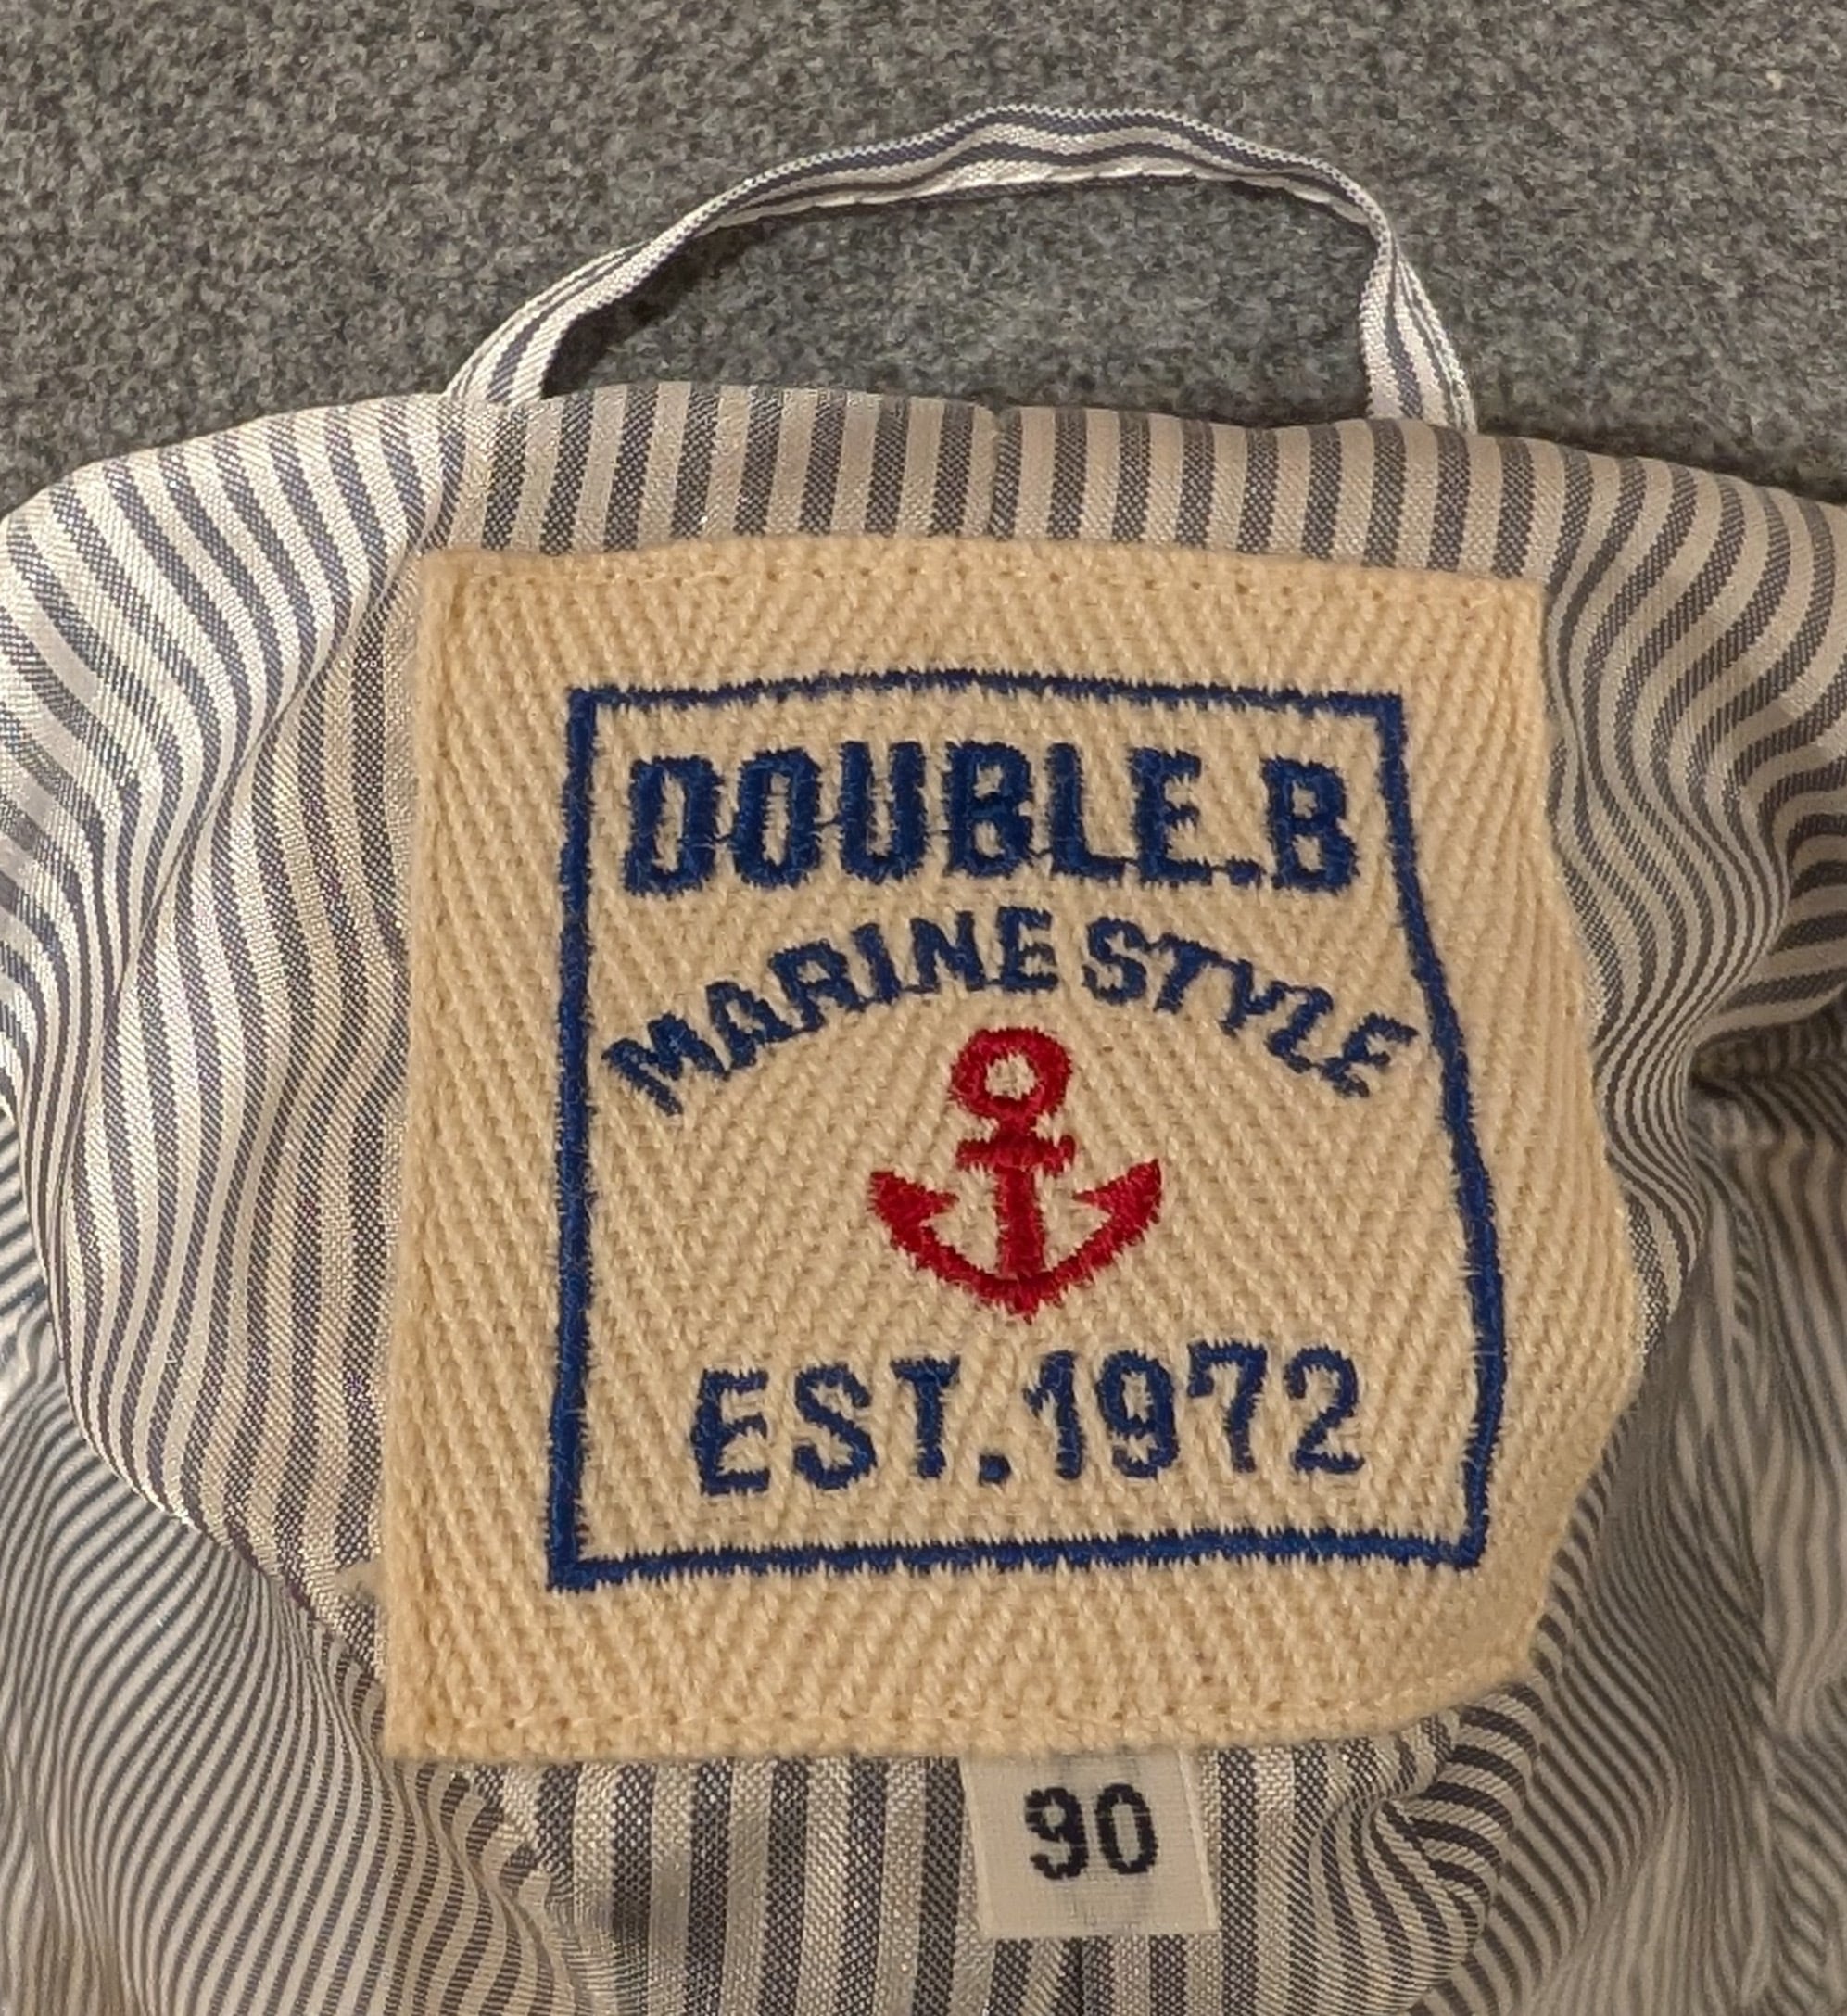 DOUBLE.B
MARINE STYLE
EST.1972
90